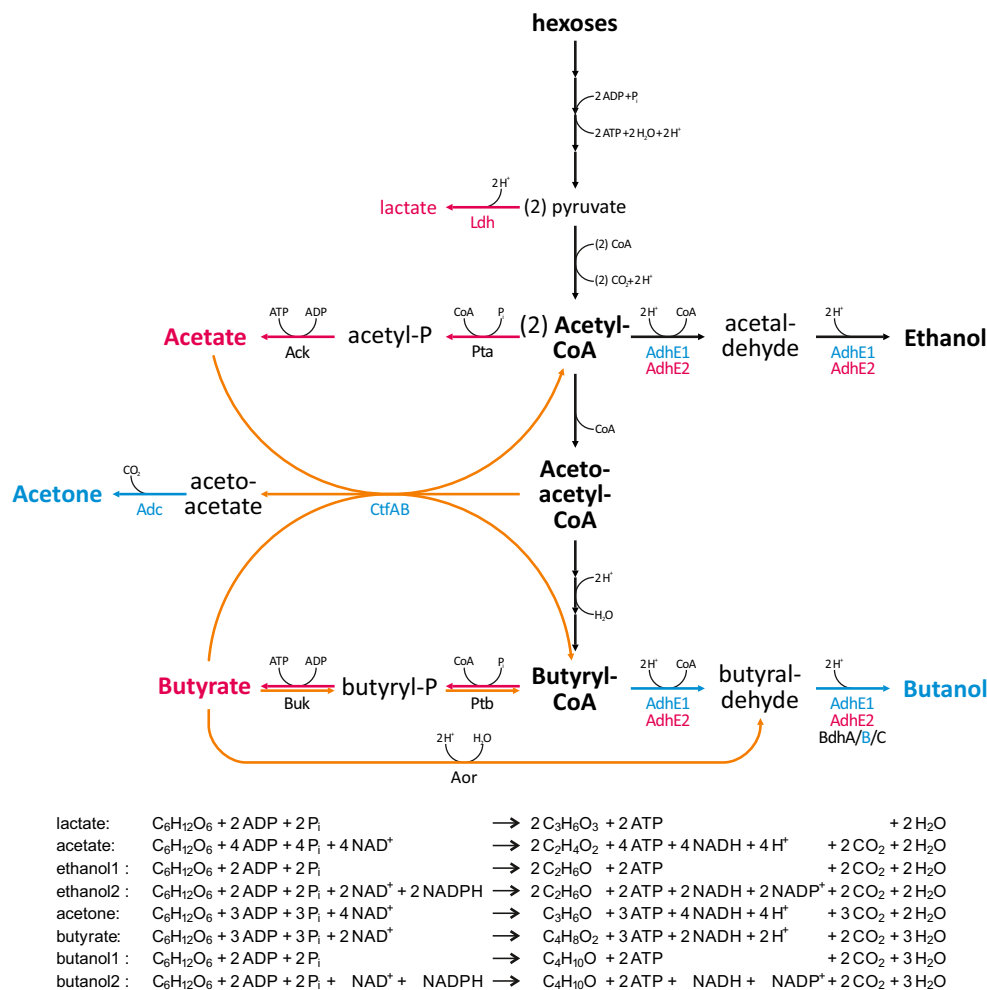 hexoses
2 ADP+Pᵢ
2 ATP+2 H₂O+2 H⁺
2 H⁺
lactate
Ldh
(2) pyruvate
(2) CoA
(2) CO₂+2 H⁺
Acetate
ATP ADP
Ack
acetyl-P
CoA Pᵢ
Pta
(2) Acetyl-
CoA
2 H⁺ CoA
AdhE1
AdhE2
acetal-
dehyde
2 H⁺
AdhE1
AdhE2
Ethanol
CoA
Acetone
CO₂
Adc
aceto-
acetate
CtfAB
Aceto-
acetyl-
CoA
2 H⁺
H₂O
Butyrate
ATP ADP
Buk
butyryl-P
CoA Pᵢ
Ptb
Butyryl-
CoA
2 H⁺ CoA
AdhE1
AdhE2
butyral-
dehyde
2 H⁺
AdhE1
AdhE2
BdhA/B/C
Butanol
2 H⁺ H₂O
Aor
lactate: C₆H₁₂O₆ + 2 ADP + 2 Pᵢ → 2 C₃H₆O₃ + 2 ATP + 2 H₂O
acetate: C₆H₁₂O₆ + 4 ADP + 4 Pᵢ + 4 NAD⁺ → 2 C₂H₄O₂ + 4 ATP + 4 NADH + 4 H⁺ + 2 CO₂ + 2 H₂O
ethanol1 : C₆H₁₂O₆ + 2 ADP + 2 Pᵢ → 2 C₂H₆O + 2 ATP + 2 CO₂ + 2 H₂O
ethanol2 : C₆H₁₂O₆ + 2 ADP + 2 Pᵢ + 2 NAD⁺ + 2 NADPH → 2 C₂H₆O + 2 ATP + 2 NADH + 2 NADP⁺ + 2 CO₂ + 2 H₂O
acetone: C₆H₁₂O₆ + 3 ADP + 3 Pᵢ + 4 NAD⁺ → C₃H₆O + 3 ATP + 4 NADH + 4 H⁺ + 3 CO₂ + 2 H₂O
butyrate: C₆H₁₂O₆ + 3 ADP + 3 Pᵢ + 2 NAD⁺ → C₄H₈O₂ + 3 ATP + 2 NADH + 2 H⁺ + 2 CO₂ + 3 H₂O
butanol1 : C₆H₁₂O₆ + 2 ADP + 2 Pᵢ → C₄H₁₀O + 2 ATP + 2 CO₂ + 3 H₂O
butanol2 : C₆H₁₂O₆ + 2 ADP + 2 Pᵢ + NAD⁺ + NADPH → C₄H₁₀O + 2 ATP + NADH + NADP⁺ + 2 CO₂ + 3 H₂O